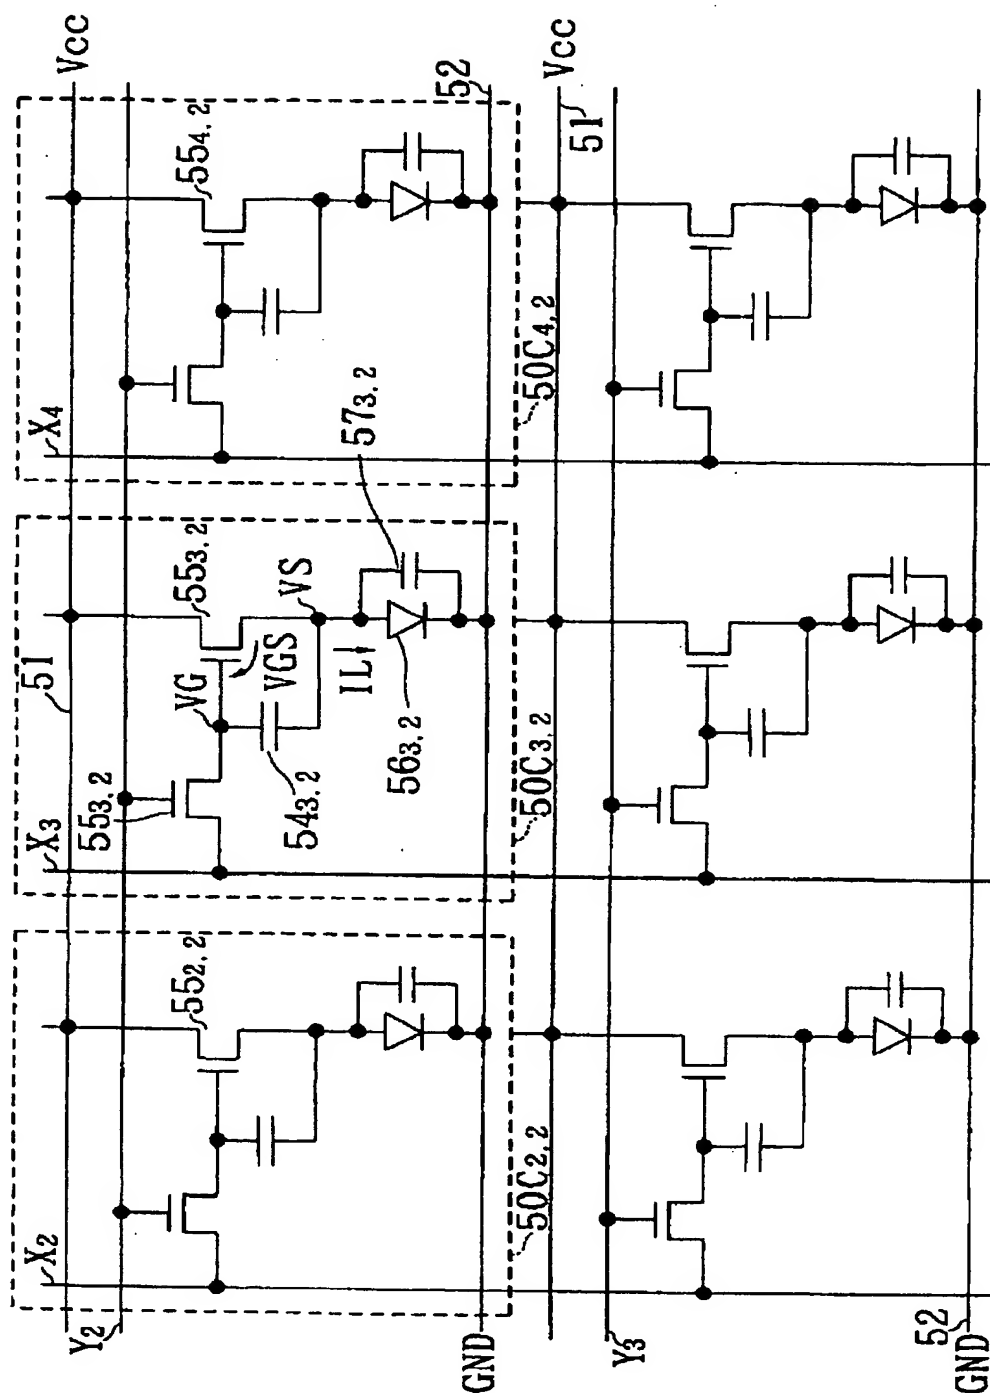 Vcc
52
Vcc
51
554,2
X4
50C4,2
573,2
51
553,2
VS
VG
VGS
IL
X3
553,2
543,2
563,2
50C3,2
552,2
X2
50C2,2
Y2
GND
Y3
52
GND